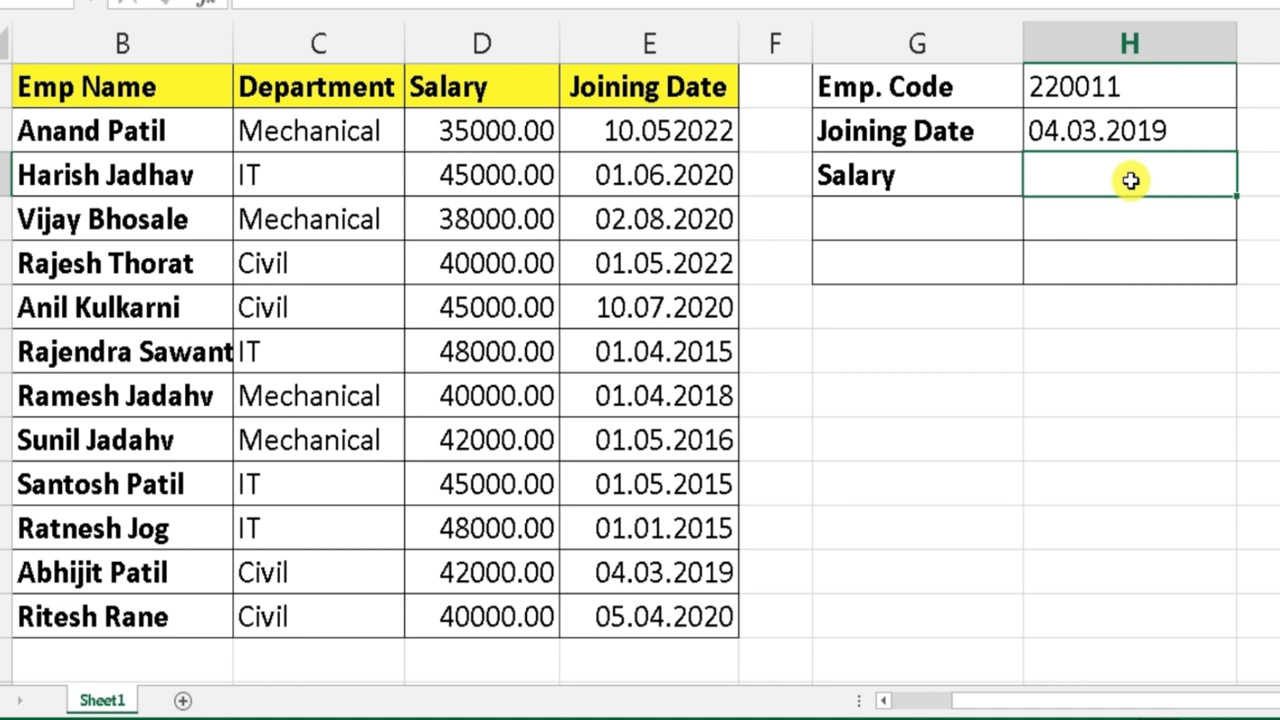 B C D E F G H
Emp Name Department Salary Joining Date Emp. Code 220011
Anand Patil Mechanical 35000.00 10.052022 Joining Date 04.03.2019
Harish Jadhav IT 45000.00 01.06.2020 Salary
Vijay Bhosale Mechanical 38000.00 02.08.2020
Rajesh Thorat Civil 40000.00 01.05.2022
Anil Kulkarni Civil 45000.00 10.07.2020
Rajendra Sawant IT 48000.00 01.04.2015
Ramesh Jadahv Mechanical 40000.00 01.04.2018
Sunil Jadahv Mechanical 42000.00 01.05.2016
Santosh Patil IT 45000.00 01.05.2015
Ratnesh Jog IT 48000.00 01.01.2015
Abhijit Patil Civil 42000.00 04.03.2019
Ritesh Rane Civil 40000.00 05.04.2020
Sheet1